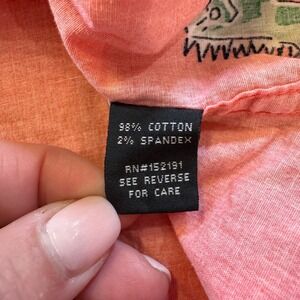 98% COTTON
2% SPANDEX
RN#152191
SEE REVERSE
FOR CARE